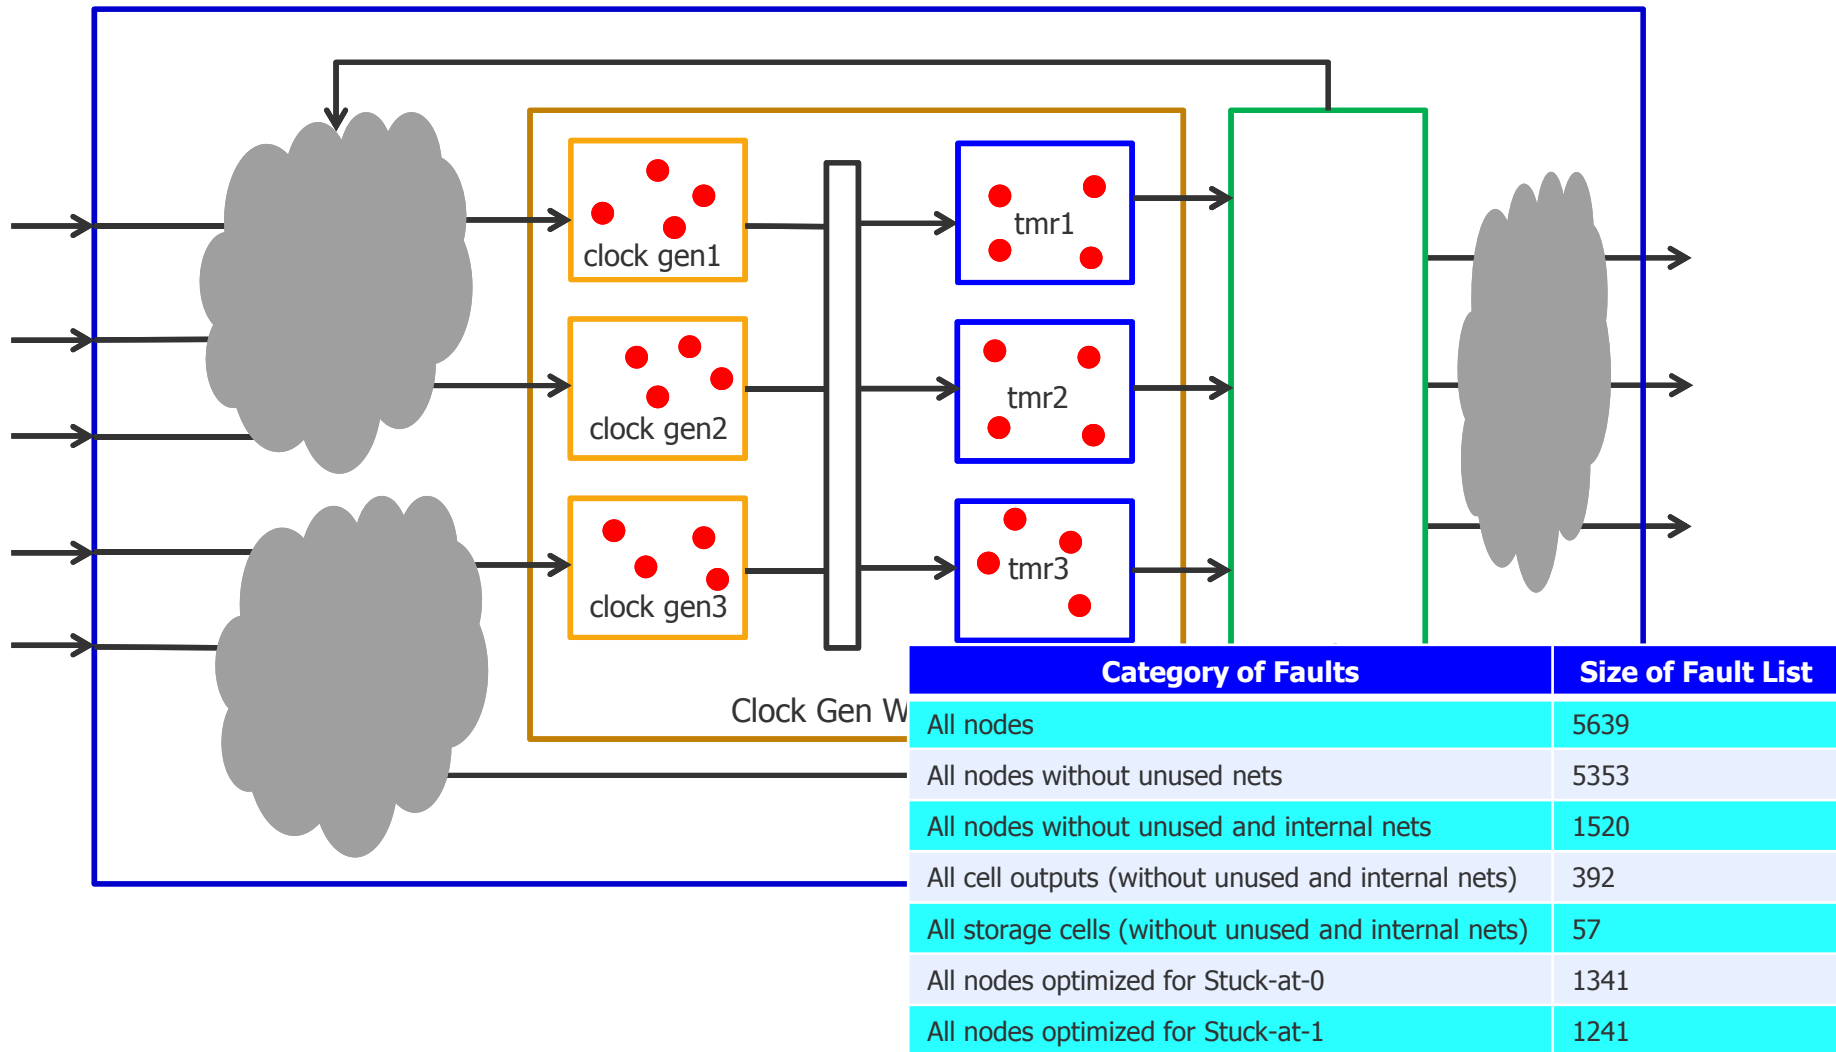 clock gen1
tmr1
clock gen2
tmr2
clock gen3
tmr3
Clock Gen W
Category of Faults Size of Fault List
All nodes 5639
All nodes without unused nets 5353
All nodes without unused and internal nets 1520
All cell outputs (without unused and internal nets) 392
All storage cells (without unused and internal nets) 57
All nodes optimized for Stuck-at-0 1341
All nodes optimized for Stuck-at-1 1241